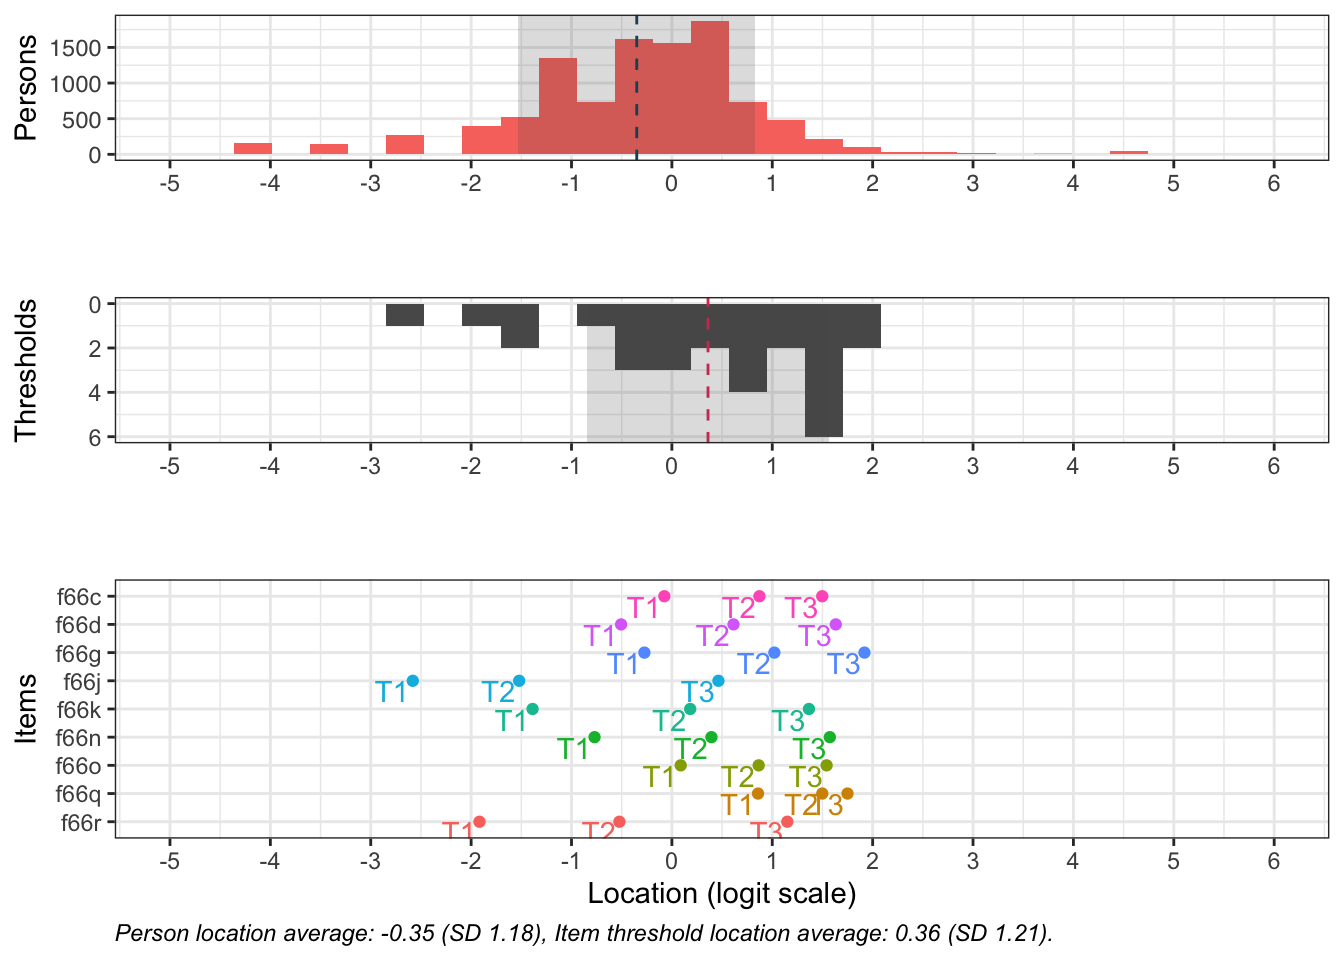 Persons
1500
1000
500
0
-5 -4 -3 -2 -1 0 1 2 3 4 5 6
Thresholds
0
2
4
6
-5 -4 -3 -2 -1 0 1 2 3 4 5 6
Items
f66c T1 T2 T3
f66d T1 T2 T3
f66g T1 T2 T3
f66j T1 T2 T3
f66k T1 T2 T3
f66n T1 T2 T3
f66o T1 T2 T3
f66q T1 T2 T3
f66r T1 T2 T3
-5 -4 -3 -2 -1 0 1 2 3 4 5 6
Location (logit scale)
Person location average: -0.35 (SD 1.18), Item threshold location average: 0.36 (SD 1.21).